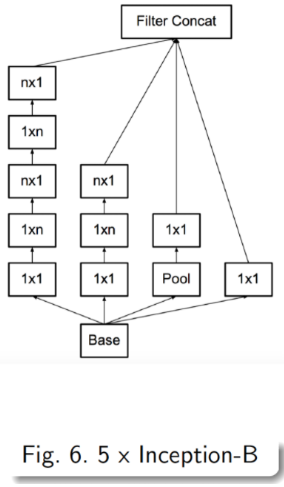 Filter Concat
nx1
1xn
nx1
nx1
1xn
1xn
1x1
1x1
1x1
Pool
1x1
Base
Fig. 6. 5 x Inception-B